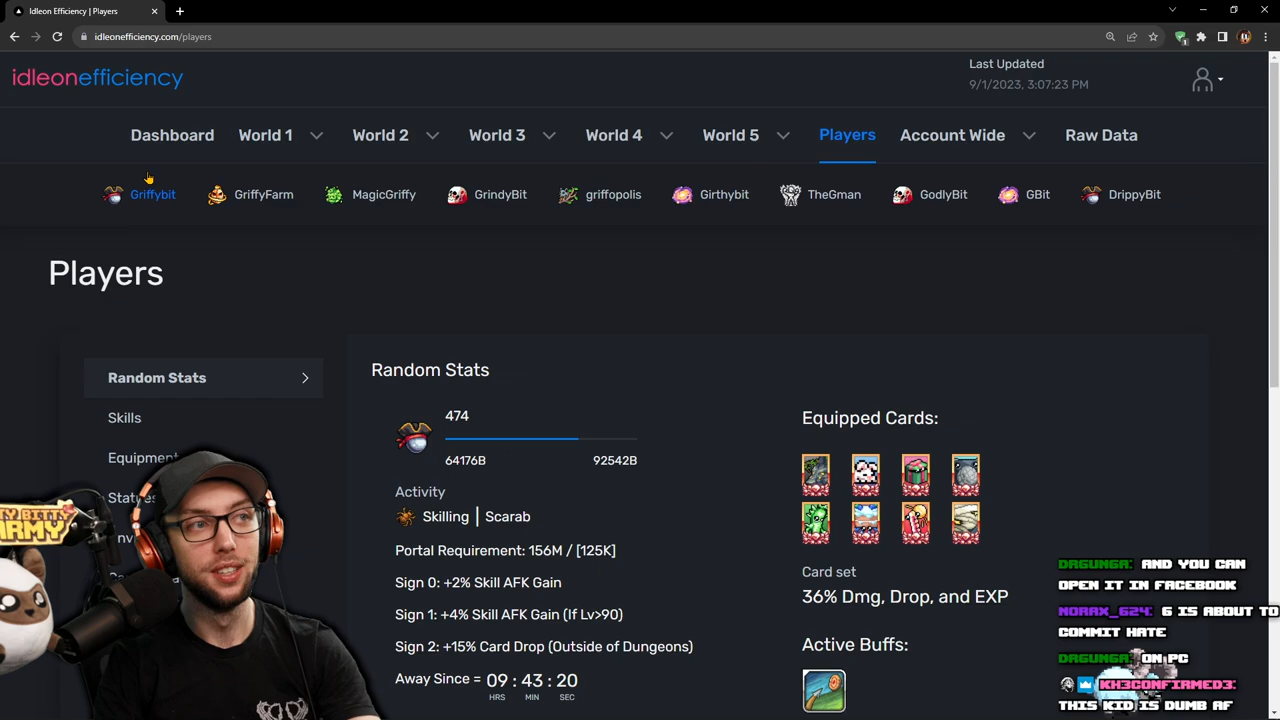 Idleon Efficiency | Players
idleonefficiency.com/players
idleonefficiency
Last Updated
9/1/2023, 3:07:23 PM
Dashboard World 1 World 2 World 3 World 4 World 5 Players Account Wide Raw Data
Griffybit GriffyFarm MagicGriffy GrindyBit griffopolis Girthybit TheGman GodlyBit GBit DrippyBit
Players
Random Stats
Skills
Equipment
Random Stats
474
64176B 92542B
Activity
Skilling | Scarab
Portal Requirement: 156M / [125K]
Sign 0: +2% Skill AFK Gain
Sign 1: +4% Skill AFK Gain (If Lv>90)
Sign 2: +15% Card Drop (Outside of Dungeons)
Away Since = 09 : 43 : 20
HRS MIN SEC
Equipped Cards:
Card set
36% Dmg, Drop, and EXP
Active Buffs:
TY BITTY
ARMY
DAGUNGA: AND YOU CAN
OPEN IT IN FACEBOOK
NORAX_624: 6 IS ABOUT TO
COMMIT HATE
DAGUNGA: ON PC
KH3CONFIRMED3:
THIS KID IS DUMB AF